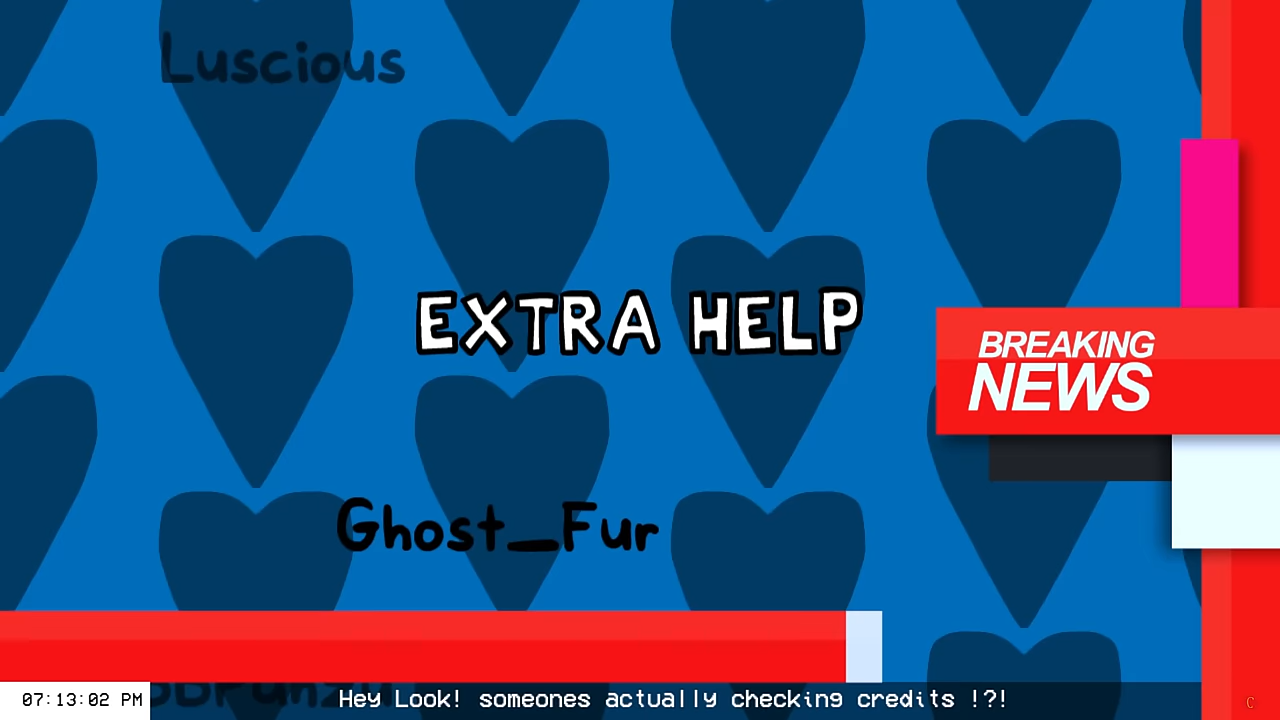 Luscious
EXTRA HELP
BREAKING
NEWS
Ghost_Fur
07:13:02 PM
Hey Look! someones actually checking credits !?!
C